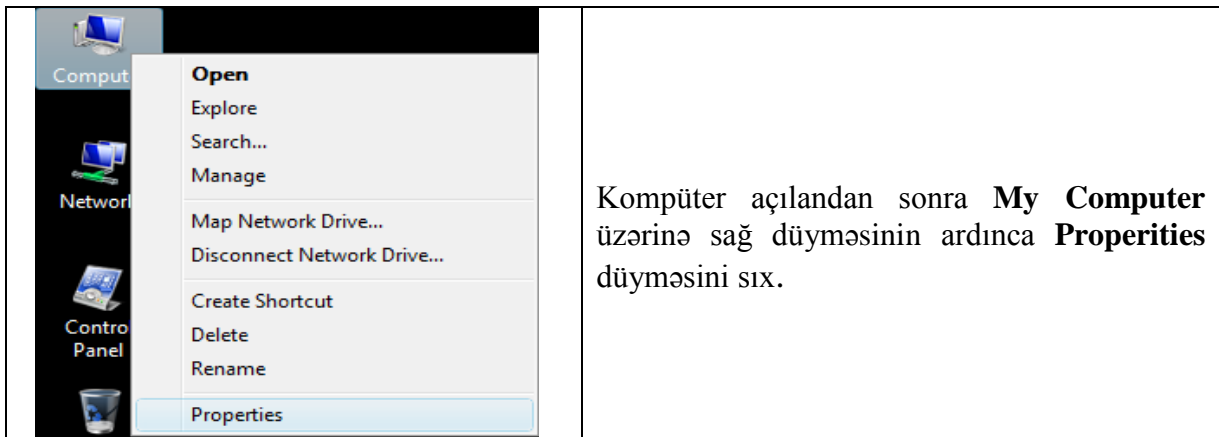 Comput
Network
Contro
Panel
Open
Explore
Search...
Manage
Map Network Drive...
Disconnect Network Drive...
Create Shortcut
Delete
Rename
Properties
Kompüter açılandan sonra My Computer
üzərinə sağ düyməsinin ardınca Properities
düyməsini sıx.